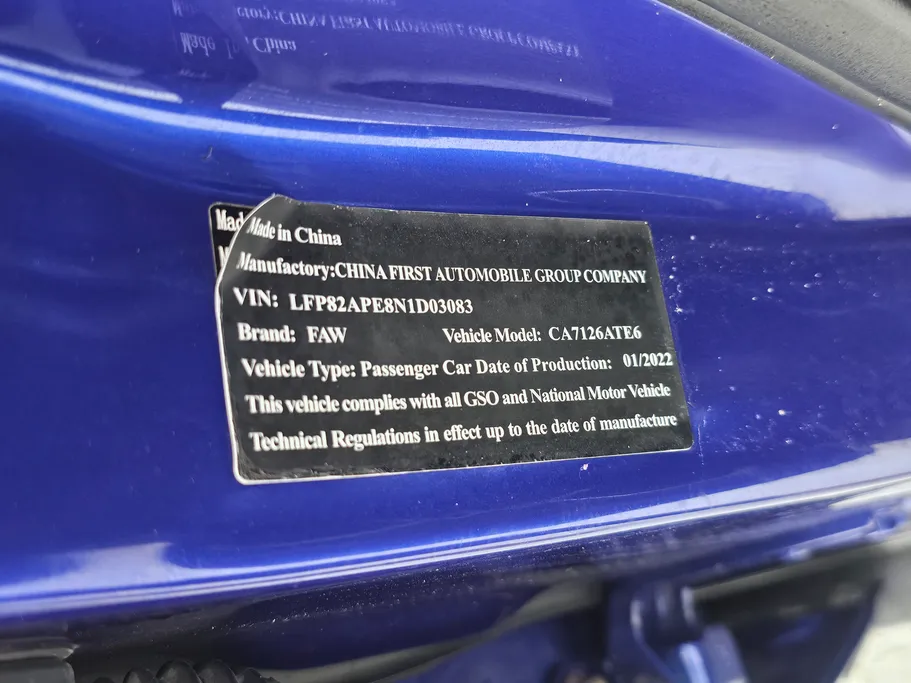 Made in China
Manufactory:CHINA FIRST AUTOMOBILE GROUP COMPANY
VIN: LFP82APE8N1D03083
Brand: FAW Vehicle Model: CA7126ATE6
Vehicle Type: Passenger Car Date of Production: 01/2022
This vehicle complies with all GSO and National Motor Vehicle
Technical Regulations in effect up to the date of manufacture